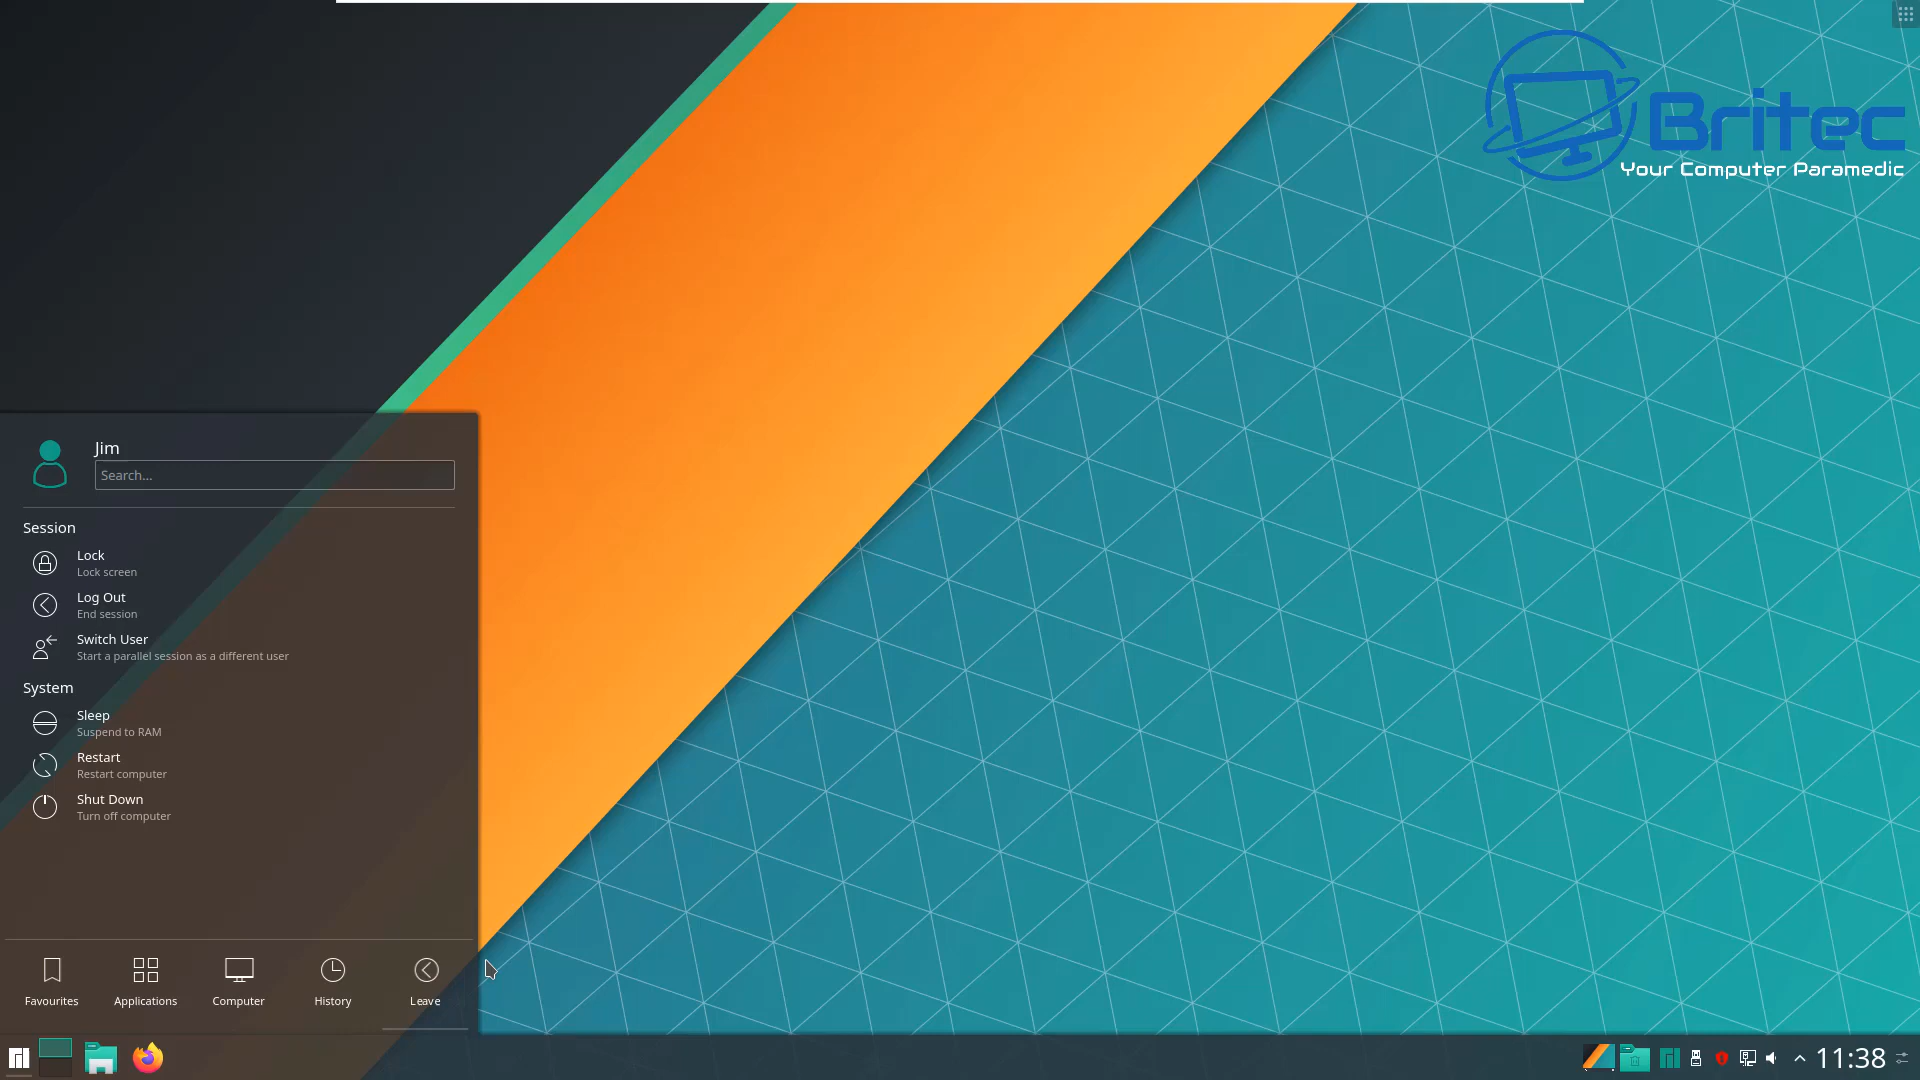 Britec
Your Computer Paramedic
Jim
Search...
Session
Lock
Lock screen
Log Out
End session
Switch User
Start a parallel session as a different user
System
Sleep
Suspend to RAM
Restart
Restart computer
Shut Down
Turn off computer
Favourites
Applications
Computer
History
Leave
11:38